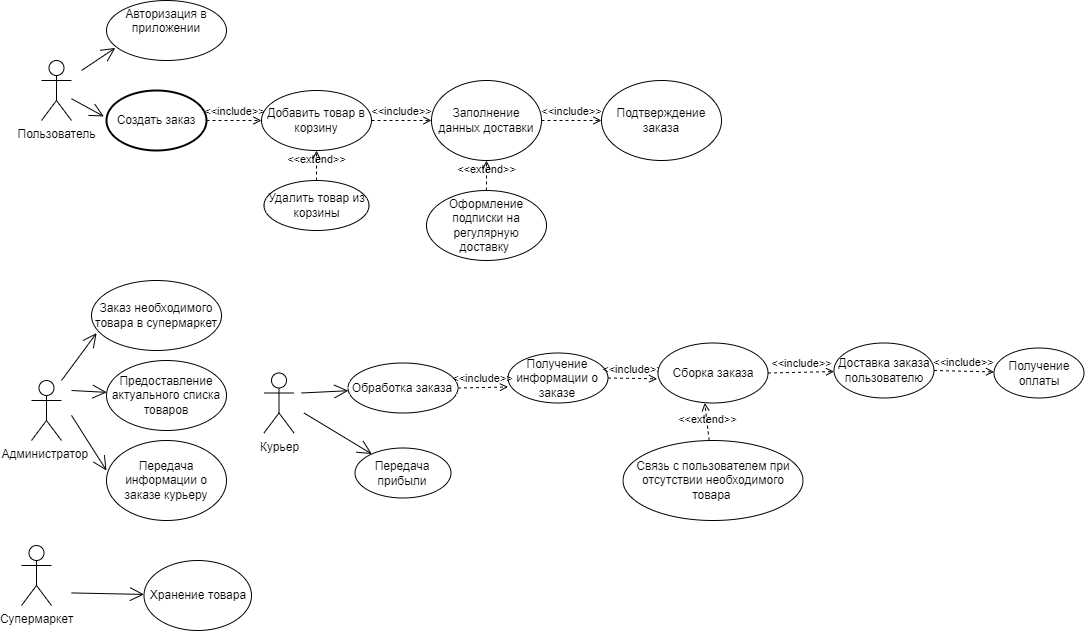 Авторизация в
приложении
Пользователь
Создать заказ
<<include>>
Добавить товар в
корзину
<<include>>
Заполнение
данных доставки
<<include>>
Подтверждение
заказа
<<extend>>
Удалить товар из
корзины
<<extend>>
Оформление
подписки на
регулярную
доставку
Заказ необходимого
товара в супермаркет
Предоставление
актуального списка
товаров
Администратор
Передача
информации о
заказе курьеру
Курьер
Обработка заказа
<<include>>
Получение
информации о
заказе
<<include>>
Сборка заказа
<<include>>
Доставка заказа
пользователю
<<include>>
Получение
оплаты
<<extend>>
Передача
прибыли
Связь с пользователем при
отсутствии необходимого
товара
Супермаркет
Хранение товара